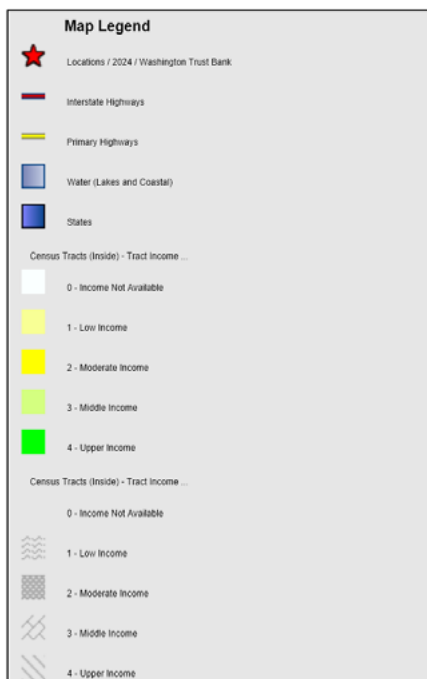 Map Legend
Locations / 2024 / Washington Trust Bank
Interstate Highways
Primary Highways
Water (Lakes and Coastal)
States
Census Tracts (Inside) - Tract Income ...
0 - Income Not Available
1 - Low Income
2 - Moderate Income
3 - Middle Income
4 - Upper Income
Census Tracts (Inside) - Tract Income ...
0 - Income Not Available
1 - Low Income
2 - Moderate Income
3 - Middle Income
4 - Upper Income